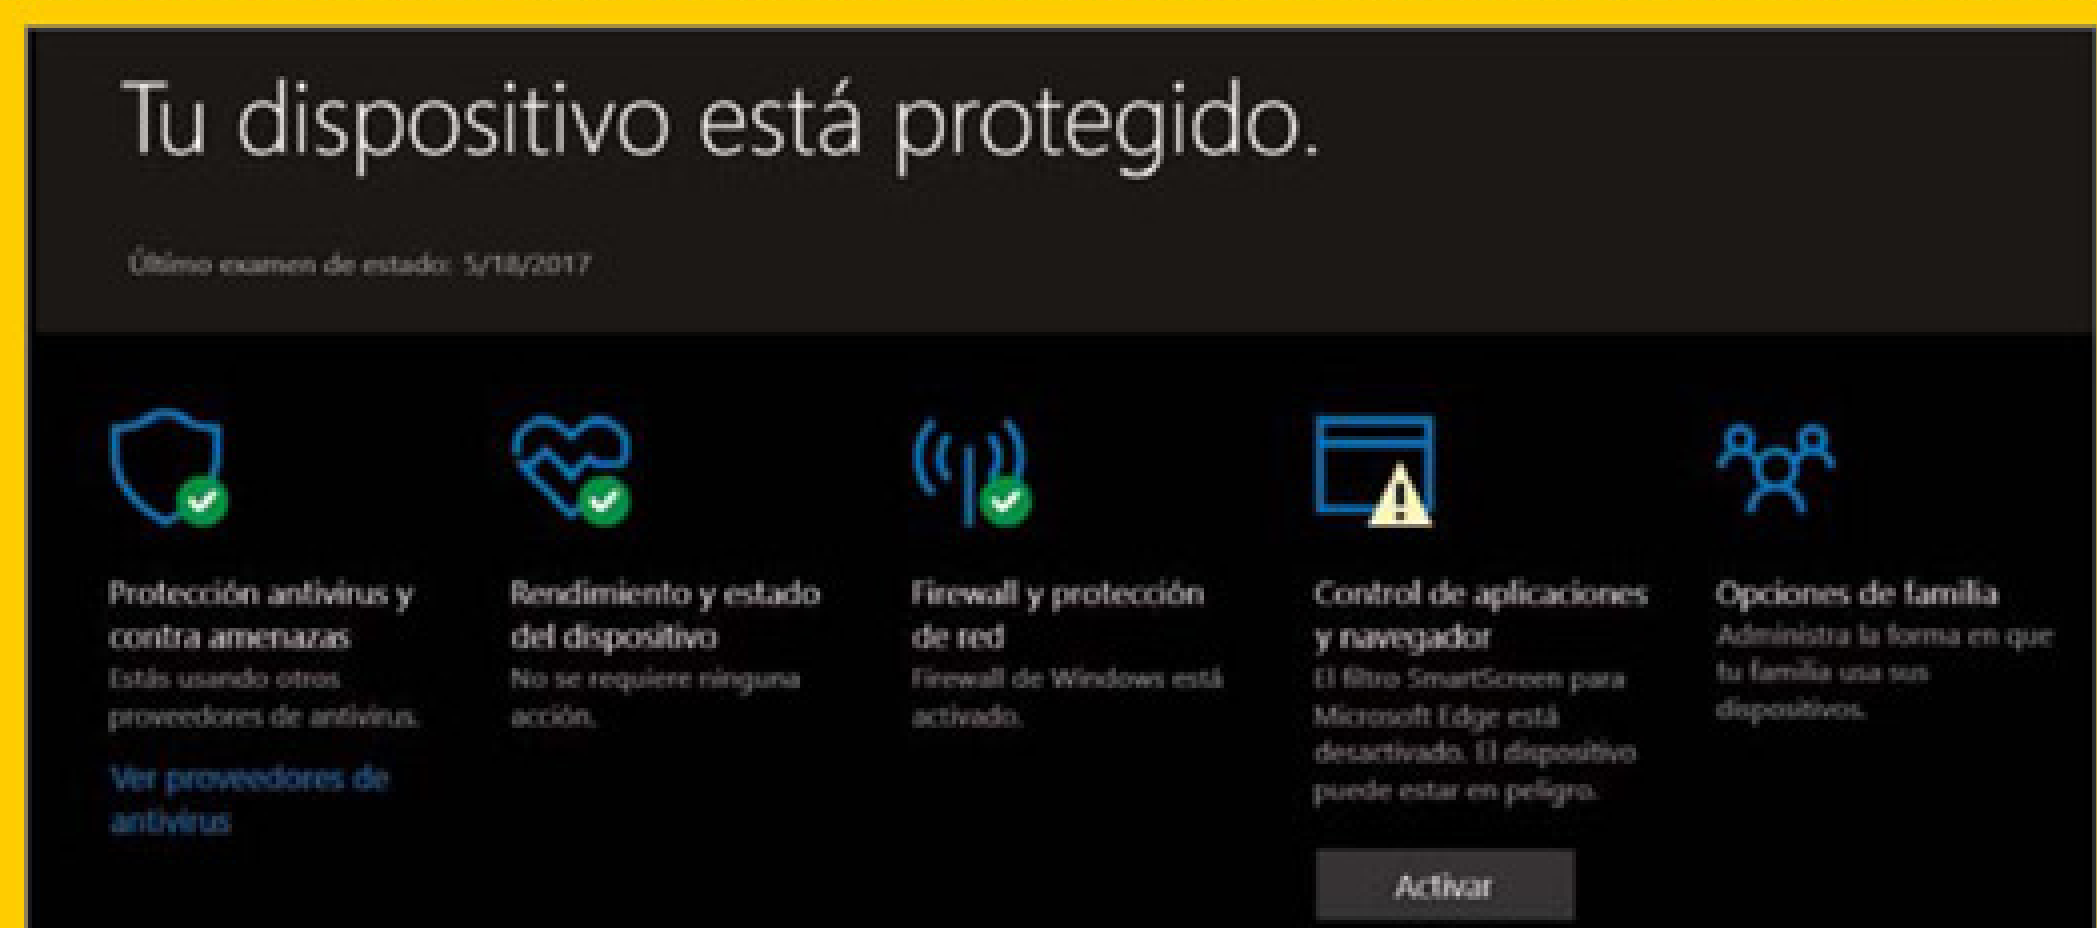 Tu dispositivo está protegido.
Último examen de estado: 5/18/2017
Protección antivirus y
contra amenazas
Estás usando otros
proveedores de antivirus.
Ver proveedores de
antivirus
Rendimiento y estado
del dispositivo
No se requiere ninguna
acción.
Firewall y protección
de red
Firewall de Windows está
activado.
Control de aplicaciones
y navegador
El filtro SmartScreen para
Microsoft Edge está
desactivado. El dispositivo
puede estar en peligro.
Activar
Opciones de familia
Administra la forma en que
tu familia usa sus
dispositivos.